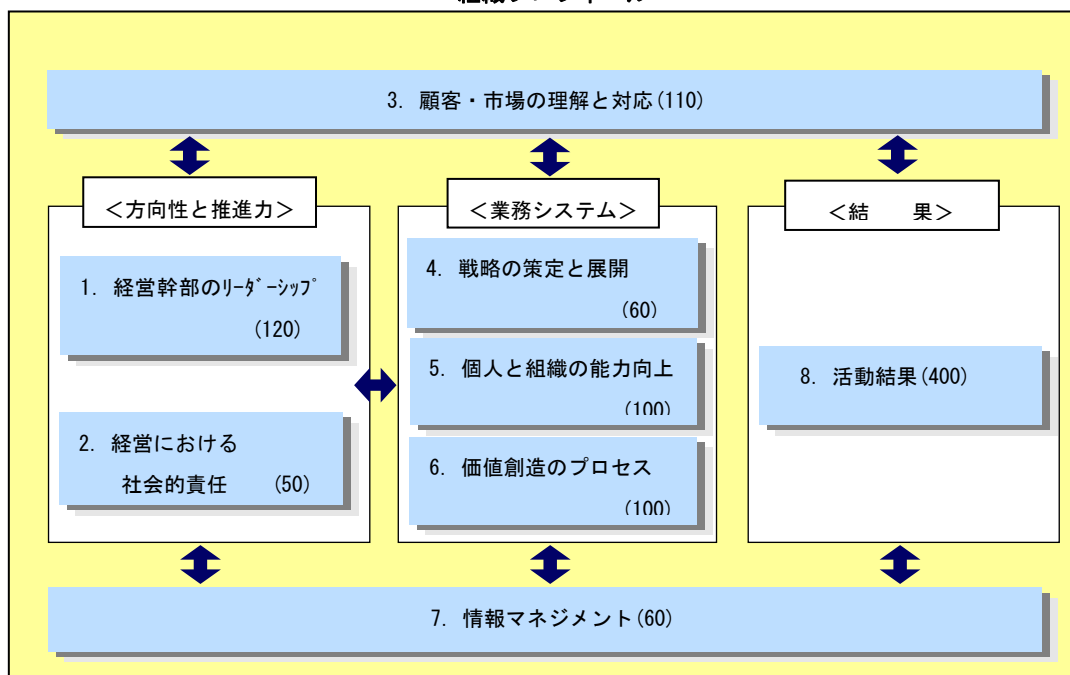 3. 顧客・市場の理解と対応(110)
＜方向性と推進力＞
1. 経営幹部のﾘｰﾀﾞｰｼｯﾌﾟ
(120)
2. 経営における
社会的責任 (50)
＜業務システム＞
4. 戦略の策定と展開
(60)
5. 個人と組織の能力向上
(100)
6. 価値創造のプロセス
(100)
＜結 果＞
8. 活動結果(400)
7. 情報マネジメント(60)